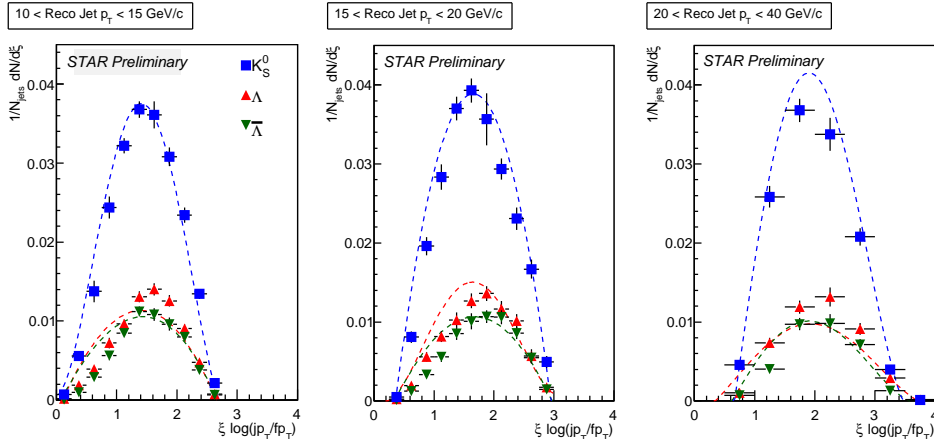 10 < Reco Jet p_T < 15 GeV/c
1/N_jets dN/dξ
STAR Preliminary
K⁰_S
Λ
Λ̅
0.04
0.03
0.02
0.01
0
0 1 2 3 4
ξ log(jp_T/fp_T)
15 < Reco Jet p_T < 20 GeV/c
1/N_jets dN/dξ
STAR Preliminary
0.04
0.03
0.02
0.01
0
0 1 2 3 4
ξ log(jp_T/fp_T)
20 < Reco Jet p_T < 40 GeV/c
1/N_jets dN/dξ
STAR Preliminary
0.04
0.03
0.02
0.01
0
0 1 2 3 4
ξ log(jp_T/fp_T)